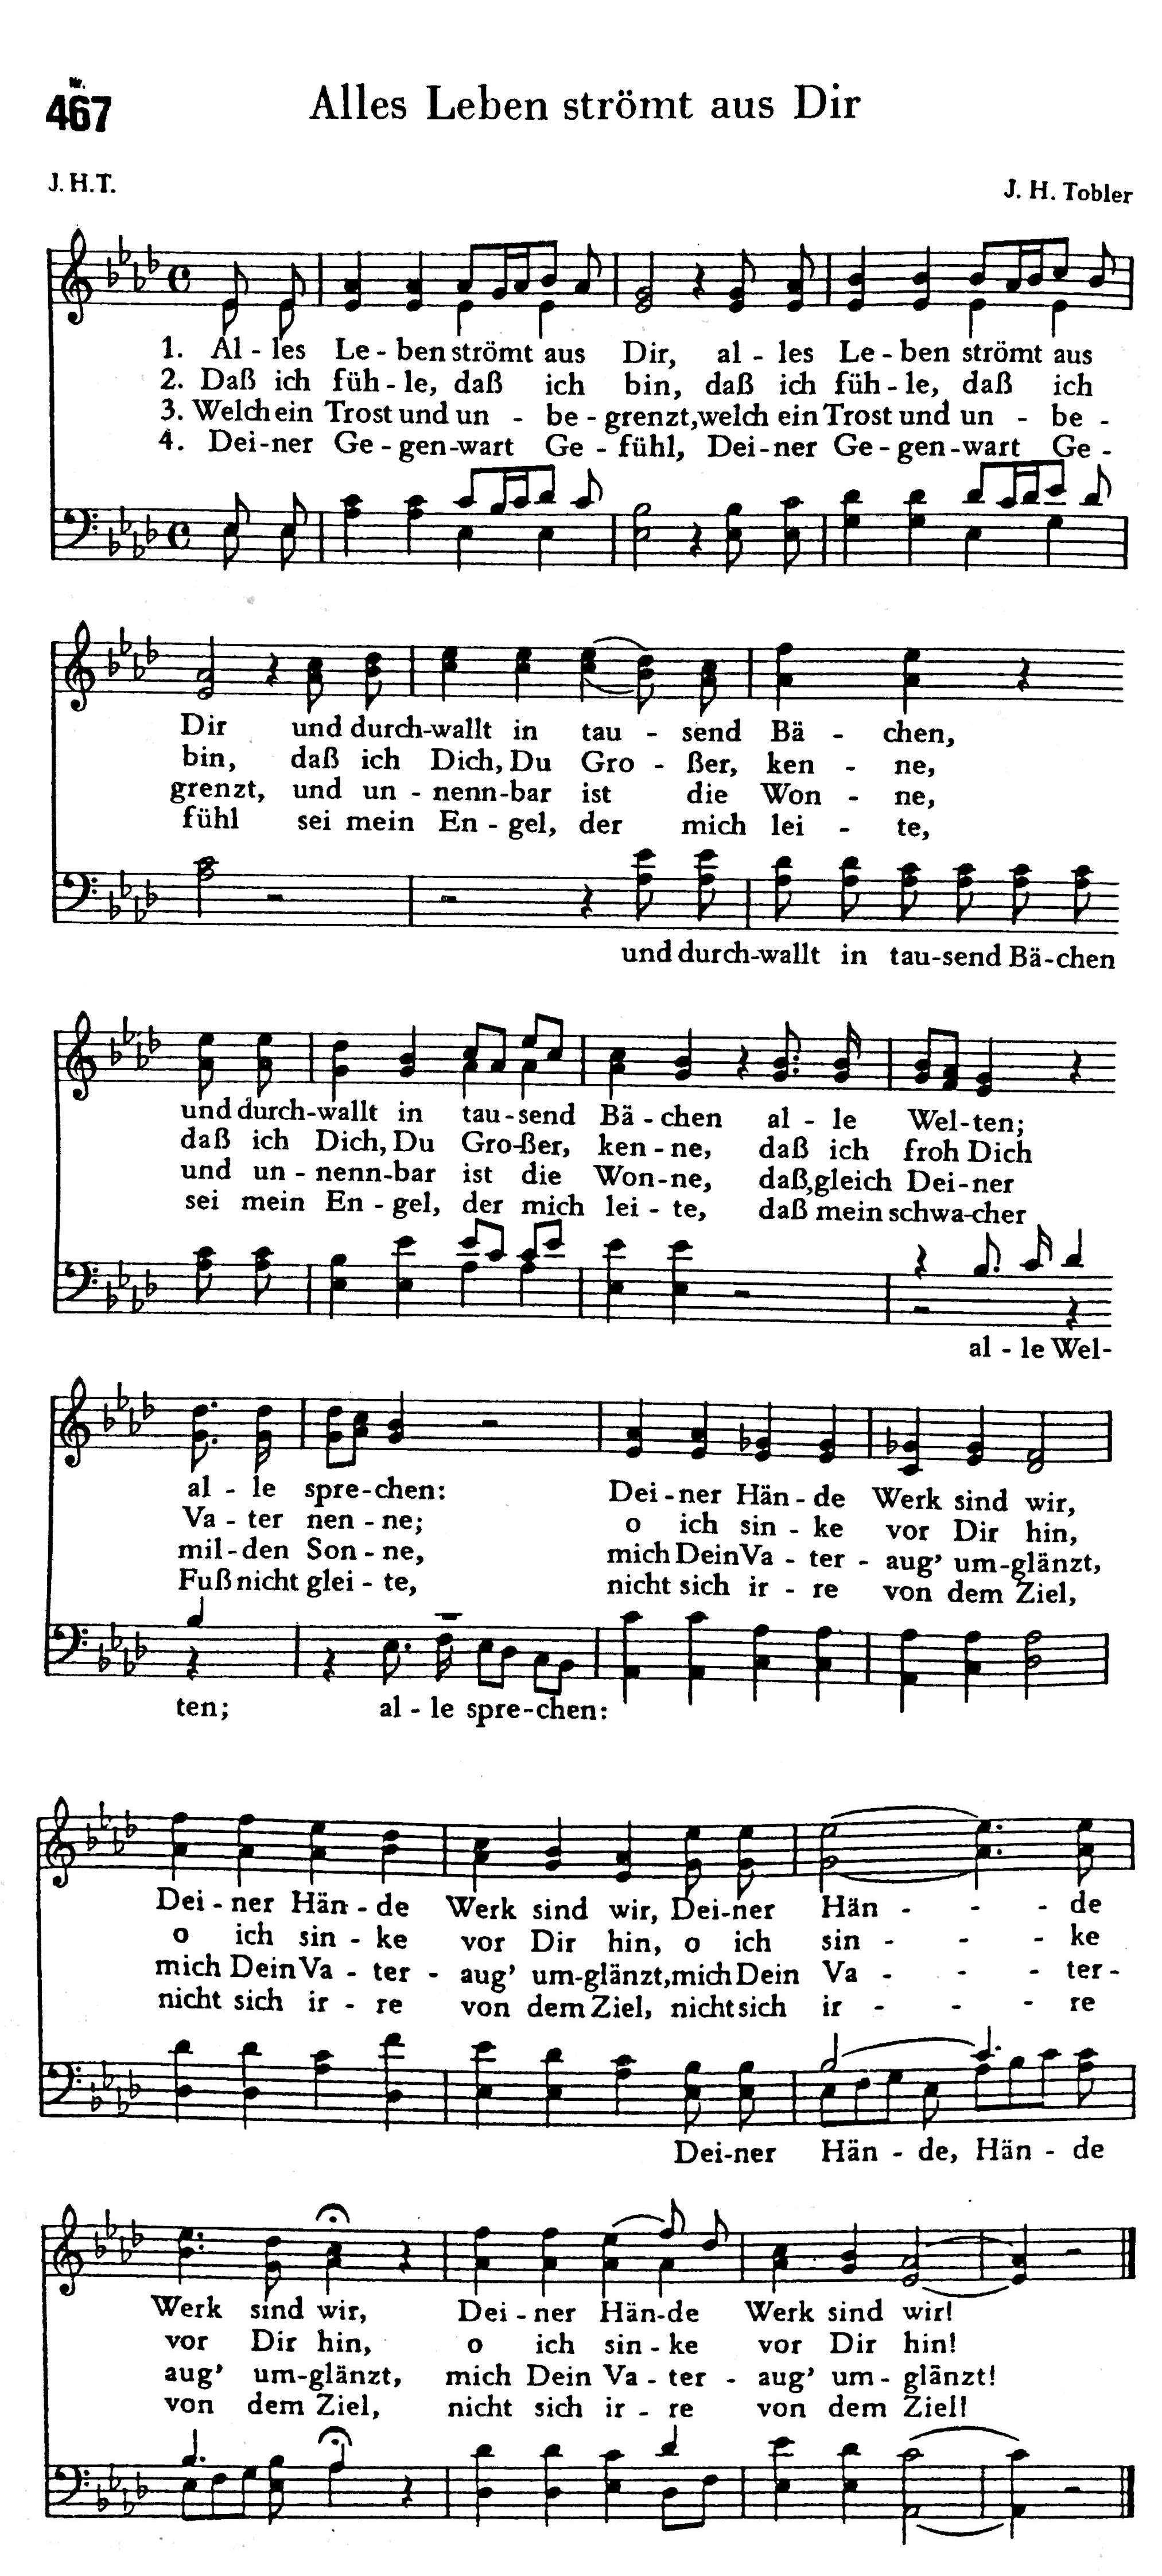 Nr.
467
Alles Leben strömt aus Dir
J. H.T.
J. H. Tobler
1. Al - les Le - ben strömt aus Dir, al - les Le - ben strömt aus
2. Daß ich füh - le, daß ich bin, daß ich füh - le, daß ich
3. Welch ein Trost und un - be - grenzt, welch ein Trost und un - be -
4. Dei - ner Ge - gen - wart Ge - fühl, Dei - ner Ge - gen - wart Ge -
Dir und durch - wallt in tau - send Bä - chen,
bin, daß ich Dich, Du Gro - ßer, ken - ne,
grenzt, und un - nenn - bar ist die Won - ne,
fühl sei mein En - gel, der mich lei - te,
und durch - wallt in tau - send Bä - chen
und durch - wallt in tau - send Bä - chen al - le Wel - ten;
daß ich Dich, Du Gro - ßer, ken - ne, daß ich froh Dich
und un - nenn - bar ist die Won - ne, daß, gleich Dei - ner
sei mein En - gel, der mich lei - te, daß mein schwa - cher
al - le Wel -
al - le spre - chen: Dei - ner Hän - de Werk sind wir,
Va - ter nen - ne; o ich sin - ke vor Dir hin,
mil - den Son - ne, mich Dein Va - ter - aug' um - glänzt,
Fuß nicht glei - te, nicht sich ir - re von dem Ziel,
ten; al - le spre - chen:
Dei - ner Hän - de Werk sind wir, Dei - ner Hän - - - de
o ich sin - ke vor Dir hin, o ich sin - - - ke
mich Dein Va - ter - aug' um - glänzt, mich Dein Va - - - ter -
nicht sich ir - re von dem Ziel, nicht sich ir - - - re
Dei - ner Hän - de, Hän - de
Werk sind wir, Dei - ner Hän - de Werk sind wir!
vor Dir hin, o ich sin - ke vor Dir hin!
aug' um - glänzt, mich Dein Va - ter - aug' um - glänzt!
von dem Ziel, nicht sich ir - re von dem Ziel!